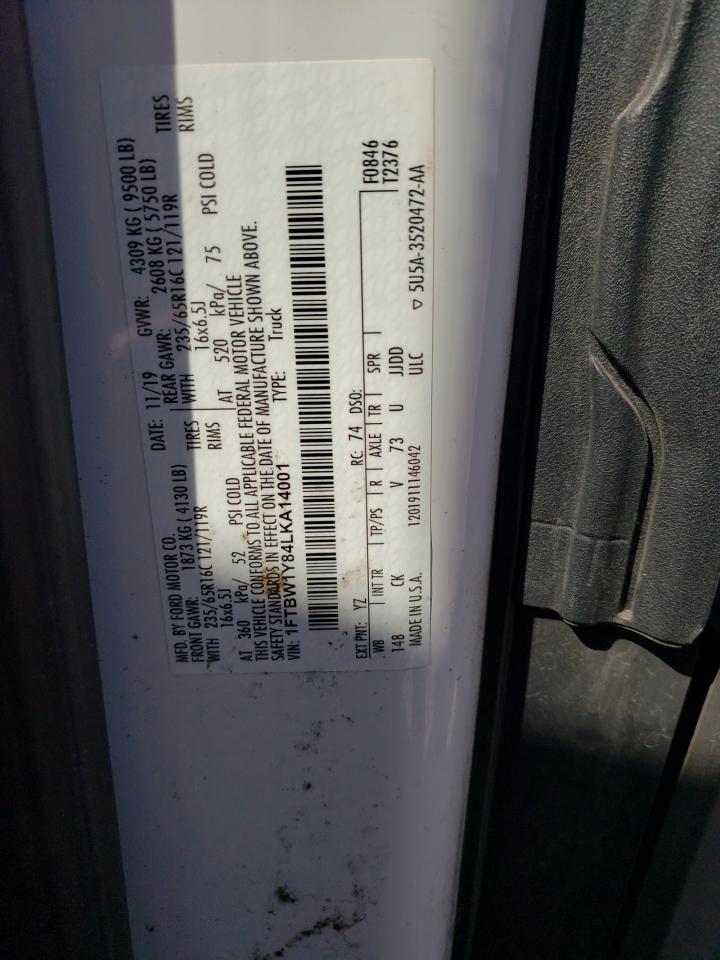 MFD. BY FORD MOTOR CO. DATE: 11/19 GVWR: 4309 KG ( 9500 LB)
FRONT GAWR: 1873 KG ( 4130 LB) REAR GAWR: 2608 KG ( 5750 LB)
WITH 235/65R16C 121/119R TIRES WITH 235/65R16C 121/119R TIRES
16x6.5J RIMS 16x6.5J RIMS
AT 360 kPa/ 52 PSI COLD AT 520 kPa/ 75 PSI COLD
THIS VEHICLE CONFORMS TO ALL APPLICABLE FEDERAL MOTOR VEHICLE
SAFETY STANDARDS IN EFFECT ON THE DATE OF MANUFACTURE SHOWN ABOVE.
VIN: 1FTBW1Y84LKA14001 TYPE: Truck
EXT PNT: YZ RC: 74 DSO: F0846
WB INT TR TP/PS R AXLE TR SPR T2376
148 CK V 73 U JJDD
MADE IN U.S.A. 1201911146042 ULC ▽ 5U5A-3520472-AA